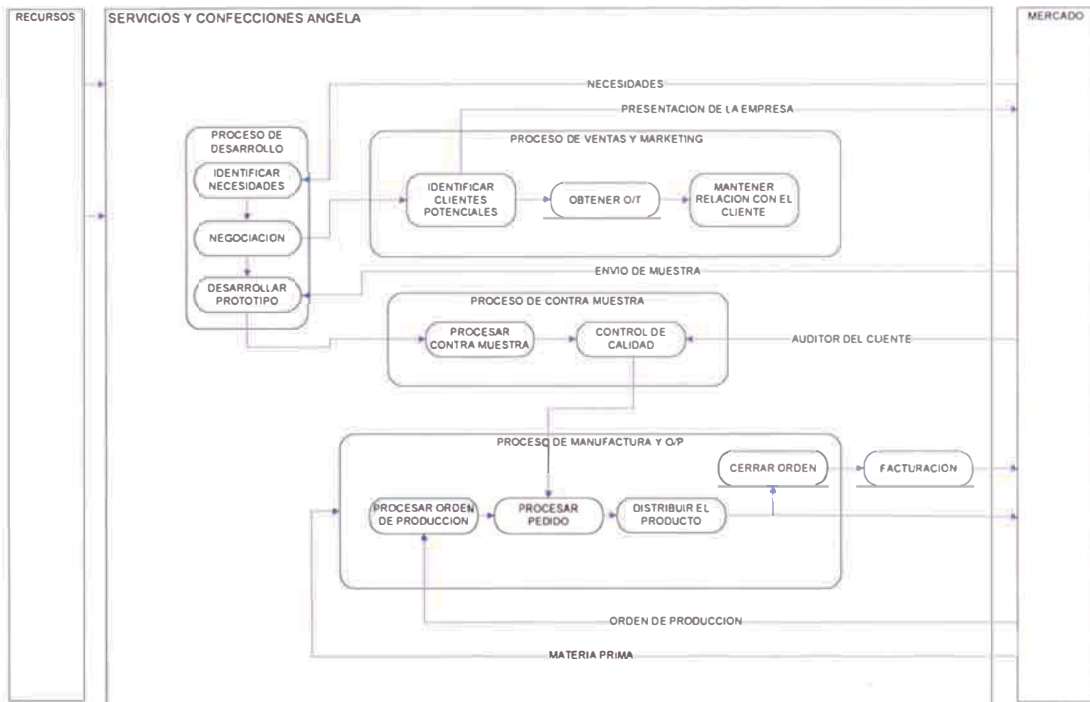 RECURSOS
SERVICIOS Y CONFECCIONES ANGELA
MERCADO
NECESIDADES
PRESENTACION DE LA EMPRESA
PROCESO DE
DESARROLLO
IDENTIFICAR
NECESIDADES
NEGOCIACION
DESARROLLAR
PROTOTIPO
PROCESO DE VENTAS Y MARKETING
IDENTIFICAR
CLIENTES
POTENCIALES
OBTENER O/T
MANTENER
RELACION CON EL
CLIENTE
ENVIO DE MUESTRA
PROCESO DE CONTRA MUESTRA
PROCESAR
CONTRA MUESTRA
CONTROL DE
CALIDAD
AUDITOR DEL CLIENTE
PROCESO DE MANUFACTURA Y O/P
CERRAR ORDEN
FACTURACION
PROCESAR ORDEN
DE PRODUCCION
PROCESAR
PEDIDO
DISTRIBUIR EL
PRODUCTO
ORDEN DE PRODUCCION
MATERIA PRIMA